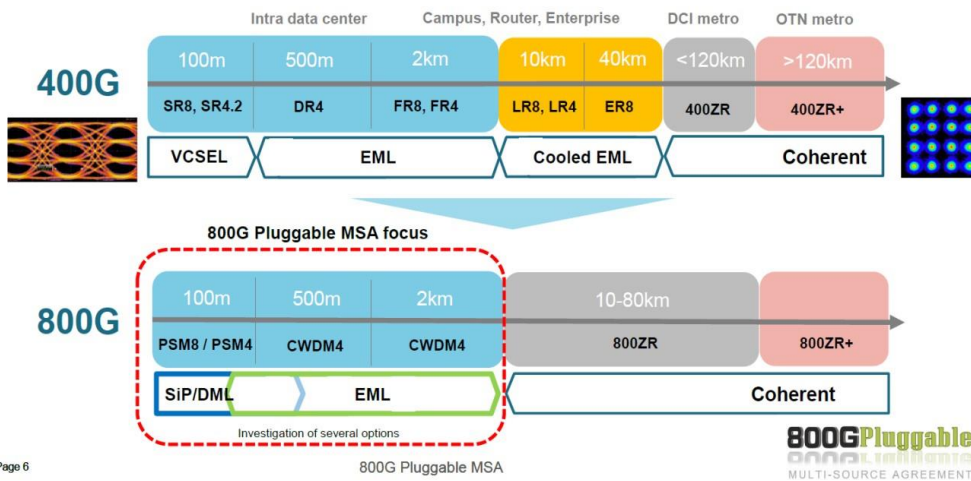 Intra data center Campus, Router, Enterprise DCI metro OTN metro
400G
100m 500m 2km 10km 40km <120km >120km
SR8, SR4.2 DR4 FR8, FR4 LR8, LR4 ER8 400ZR 400ZR+
VCSEL EML Cooled EML Coherent
800G Pluggable MSA focus
800G
100m 500m 2km 10-80km
PSM8 / PSM4 CWDM4 CWDM4 800ZR 800ZR+
SiP/DML EML Coherent
Investigation of several options
800GPluggable
MULTI-SOURCE AGREEMENT
Page 6 800G Pluggable MSA